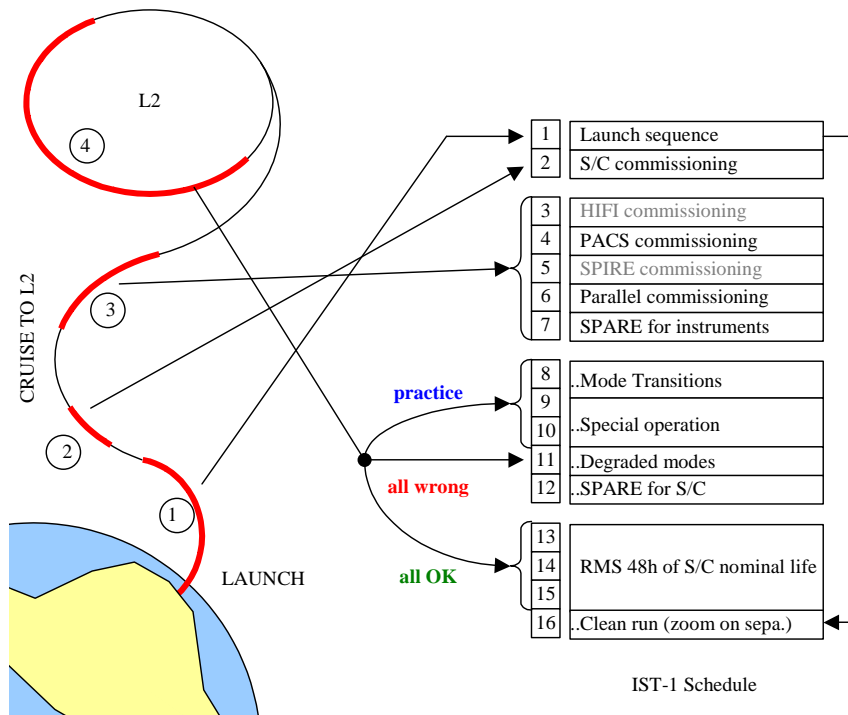 L2
4
3
CRUISE TO L2
2
1
LAUNCH
practice
all wrong
all OK
1 Launch sequence
2 S/C commissioning
3 HIFI commissioning
4 PACS commissioning
5 SPIRE commissioning
6 Parallel commissioning
7 SPARE for instruments
8 ..Mode Transitions
9
10 ..Special operation
11 ..Degraded modes
12 ..SPARE for S/C
13
14 RMS 48h of S/C nominal life
15
16 ..Clean run (zoom on sepa.)
IST-1 Schedule